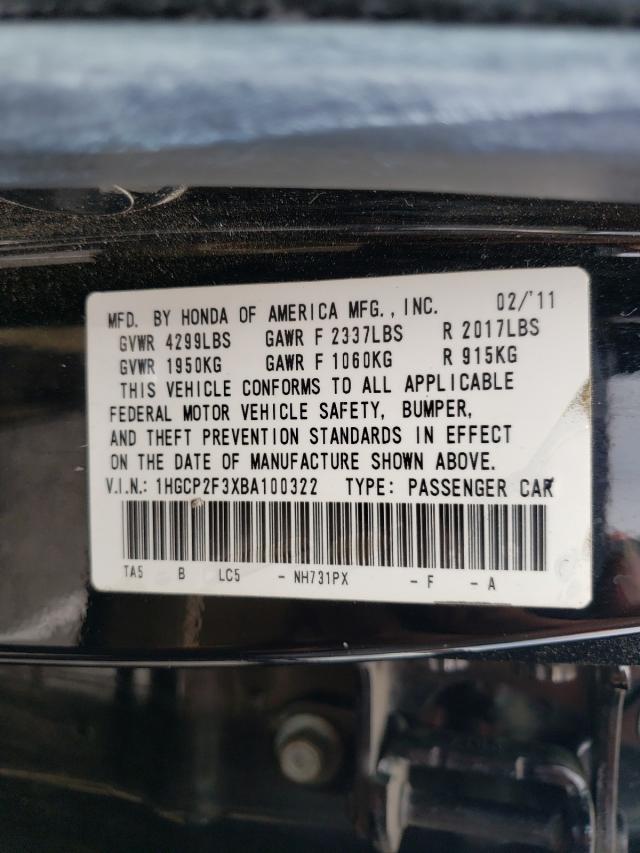 MFD. BY HONDA OF AMERICA MFG., INC. 02/'11
GVWR 4299LBS GAWR F 2337LBS R 2017LBS
GVWR 1950KG GAWR F 1060KG R 915KG
THIS VEHICLE CONFORMS TO ALL APPLICABLE
FEDERAL MOTOR VEHICLE SAFETY, BUMPER,
AND THEFT PREVENTION STANDARDS IN EFFECT
ON THE DATE OF MANUFACTURE SHOWN ABOVE.
V.I.N.: 1HGCP2F3XBA100322 TYPE: PASSENGER CAR
TA5 B LC5 - NH731PX - F - A